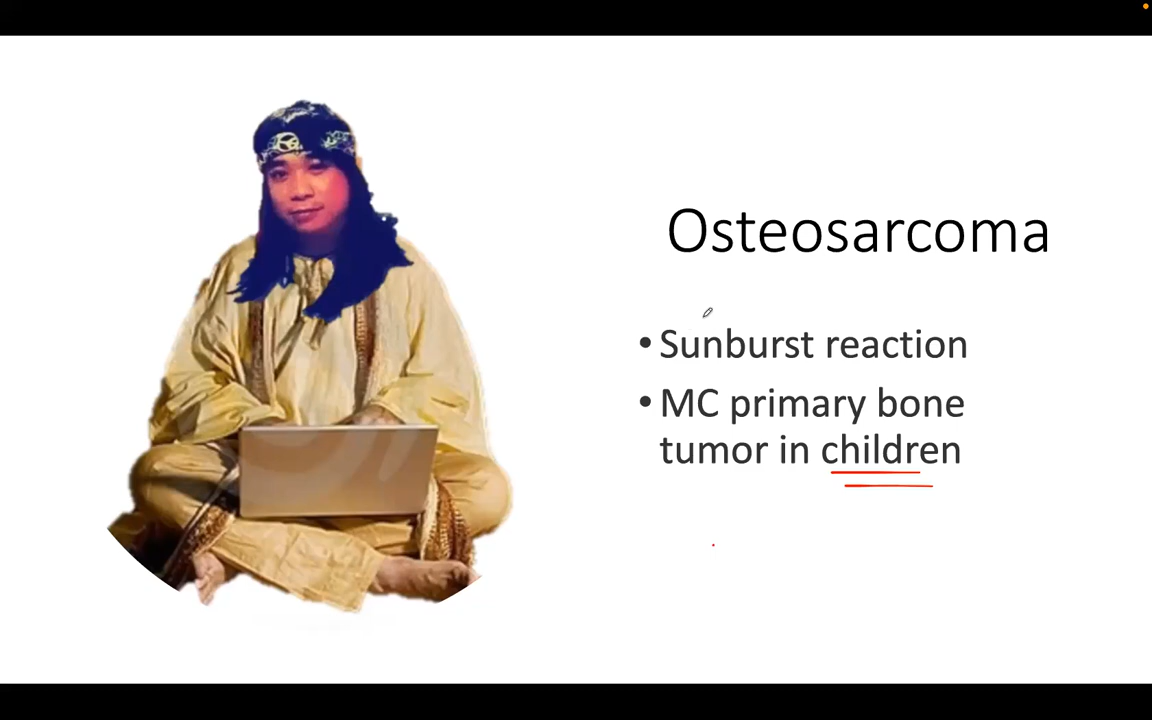 Osteosarcoma
• Sunburst reaction
• MC primary bone
tumor in children